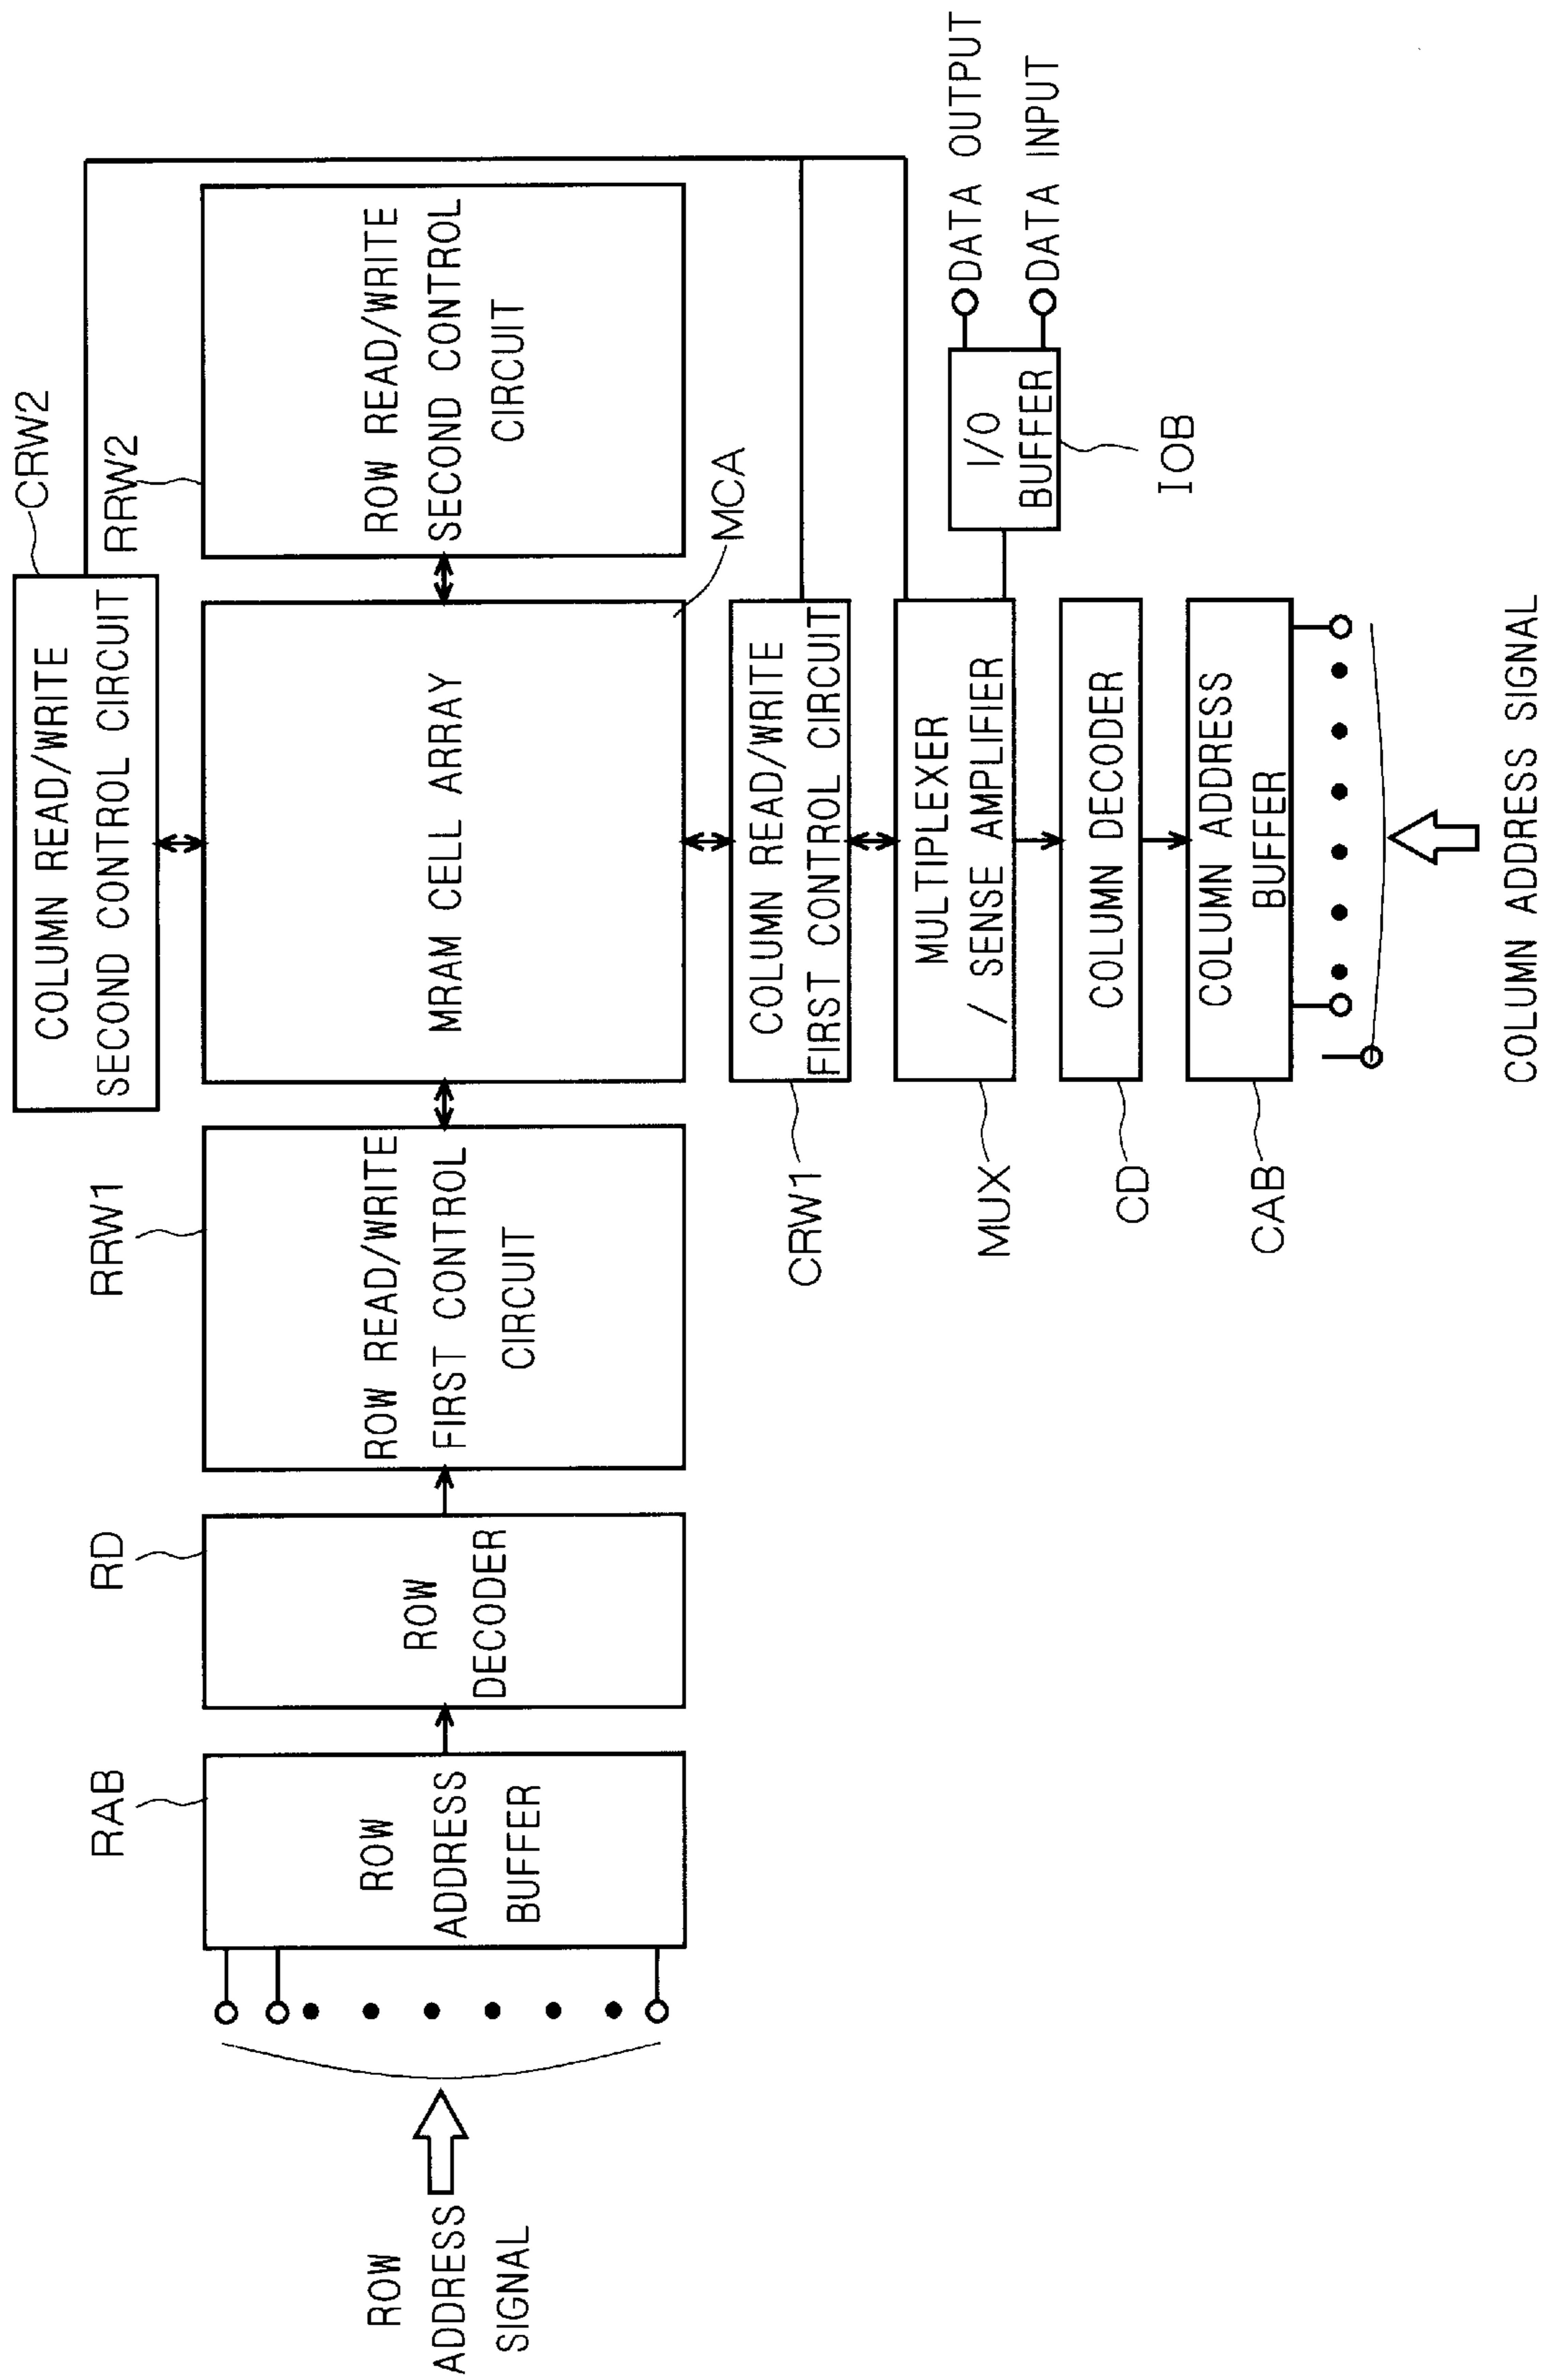 CRW2
COLUMN READ/WRITE
SECOND CONTROL CIRCUIT
RAB
RD
RRW1
RRW2
ROW
ADDRESS
SIGNAL
ROW
ADDRESS
BUFFER
ROW
DECODER
ROW READ/WRITE
FIRST CONTROL
CIRCUIT
MRAM CELL ARRAY
ROW READ/WRITE
SECOND CONTROL
CIRCUIT
MCA
CRW1
COLUMN READ/WRITE
FIRST CONTROL CIRCUIT
MUX
MULTIPLEXER
/ SENSE AMPLIFIER
I/O
BUFFER
DATA OUTPUT
DATA INPUT
IOB
CD
COLUMN DECODER
CAB
COLUMN ADDRESS
BUFFER
COLUMN ADDRESS SIGNAL